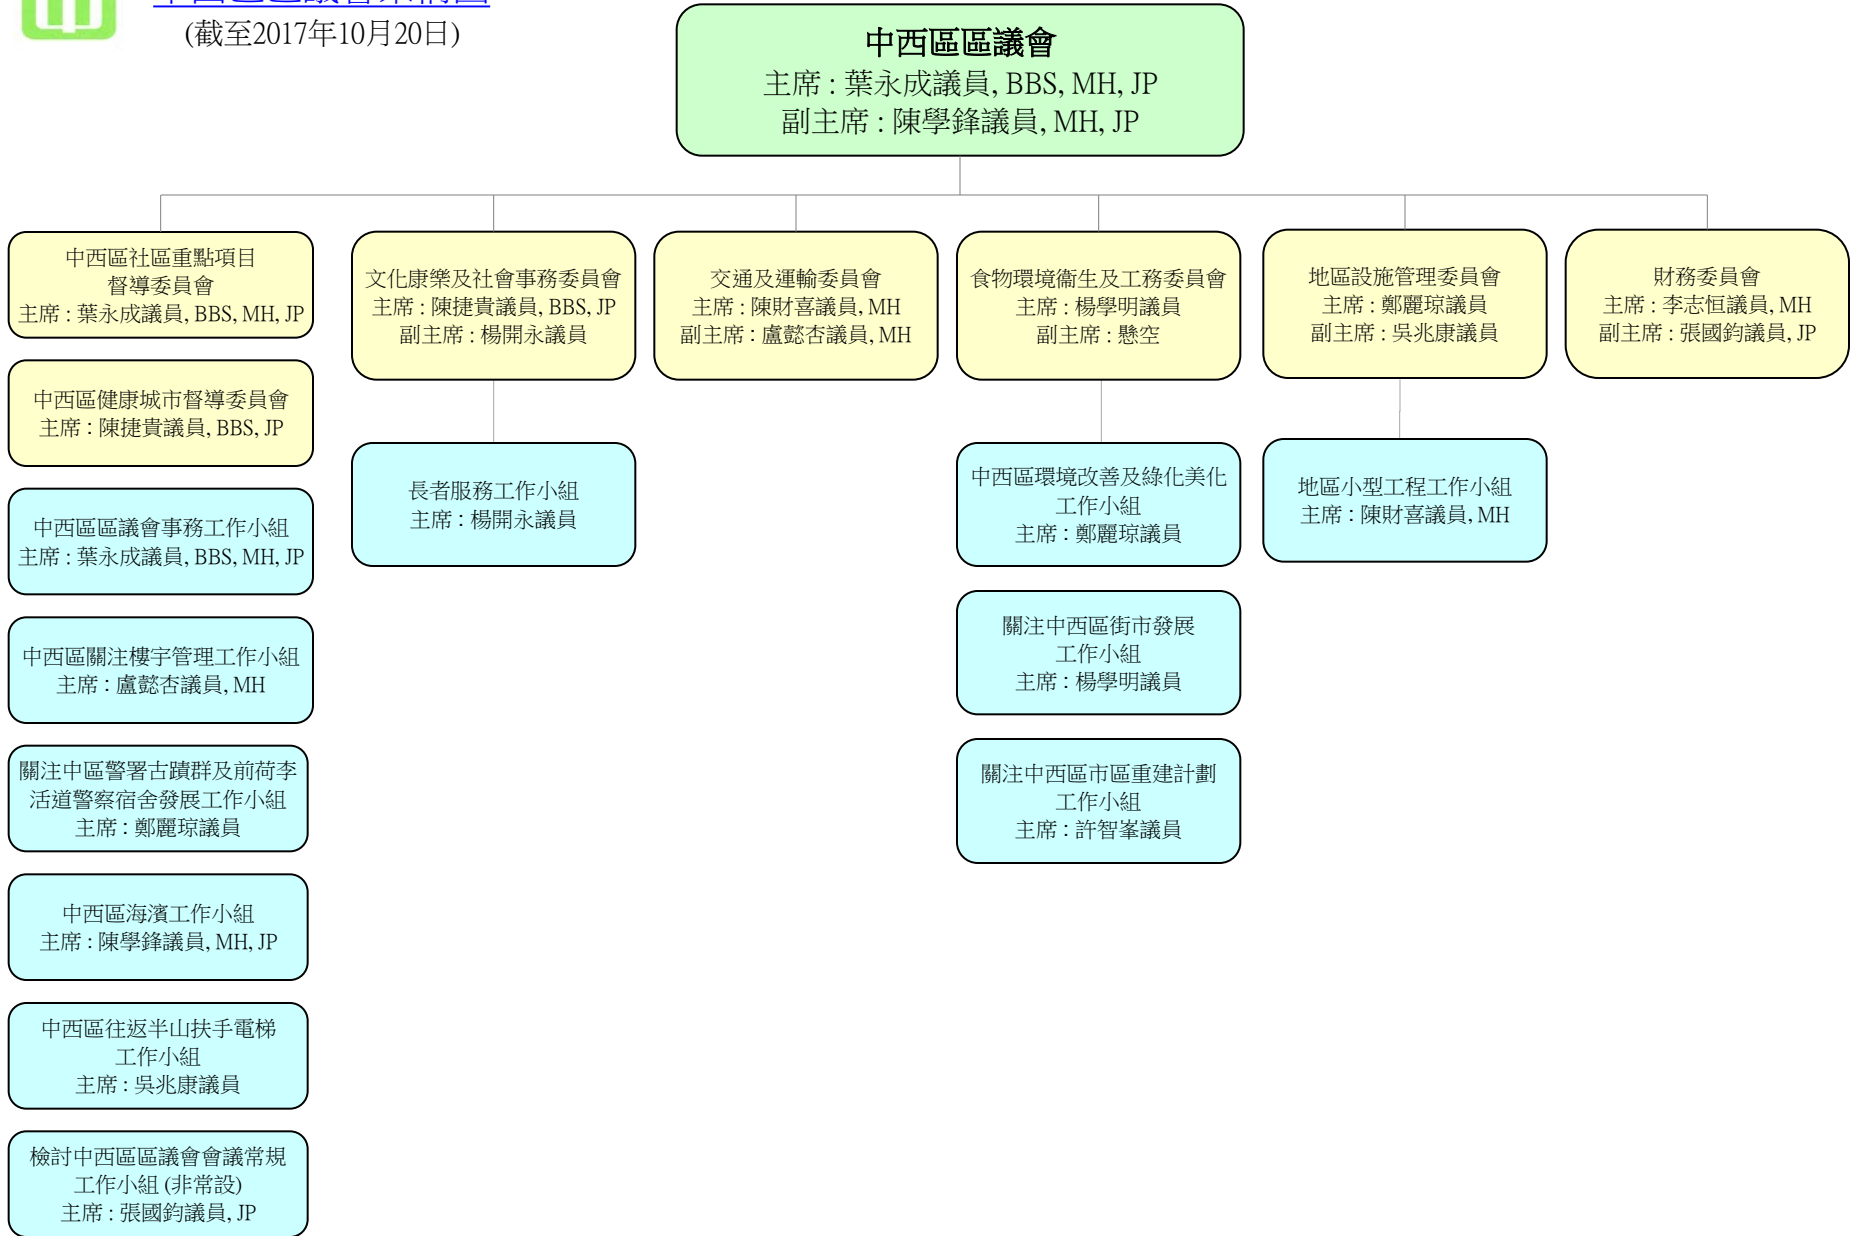 (截至2017年10月20日)
中西區區議會
主席 : 葉永成議員, BBS, MH, JP
副主席 : 陳學鋒議員, MH, JP
中西區社區重點項目
督導委員會
主席 : 葉永成議員, BBS, MH, JP
中西區健康城市督導委員會
主席 : 陳捷貴議員, BBS, JP
中西區區議會事務工作小組
主席 : 葉永成議員, BBS, MH, JP
中西區關注樓宇管理工作小組
主席 : 盧懿杏議員, MH
關注中區警署古蹟群及前荷李
活道警察宿舍發展工作小組
主席 : 鄭麗琼議員
中西區海濱工作小組
主席 : 陳學鋒議員, MH, JP
中西區往返半山扶手電梯
工作小組
主席 : 吳兆康議員
檢討中西區區議會會議常規
工作小組 (非常設)
主席 : 張國鈞議員, JP
文化康樂及社會事務委員會
主席 : 陳捷貴議員, BBS, JP
副主席 : 楊開永議員
長者服務工作小組
主席 : 楊開永議員
交通及運輸委員會
主席 : 陳財喜議員, MH
副主席 : 盧懿杏議員, MH
食物環境衞生及工務委員會
主席 : 楊學明議員
副主席 : 懸空
中西區環境改善及綠化美化
工作小組
主席 : 鄭麗琼議員
關注中西區街市發展
工作小組
主席 : 楊學明議員
關注中西區市區重建計劃
工作小組
主席 : 許智峯議員
地區設施管理委員會
主席 : 鄭麗琼議員
副主席 : 吳兆康議員
地區小型工程工作小組
主席 : 陳財喜議員, MH
財務委員會
主席 : 李志恒議員, MH
副主席 : 張國鈞議員, JP